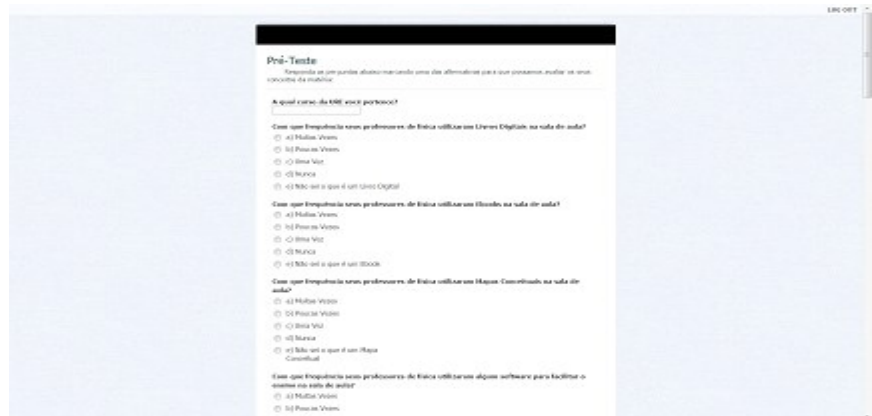 LOG OUT
Pré-Teste
Responda as perguntas abaixo marcando uma das alternativas para que possamos avaliar os seus
conceitos da matéria:
A qual curso da URI você pertence?
Com que frequência seus professores de física utilizaram Livros Digitais na sala de aula?
a) Muitas Vezes
b) Poucas Vezes
c) Uma Vez
d) Nunca
e) Não sei o que é um Livro Digital
Com que frequência seus professores de física utilizaram Ebooks na sala de aula?
a) Muitas Vezes
b) Poucas Vezes
c) Uma Vez
d) Nunca
e) Não sei o que é um Ebook
Com que frequência seus professores de física utilizaram Mapas Conceituais na sala de
aula?
a) Muitas Vezes
b) Poucas Vezes
c) Uma Vez
d) Nunca
e) Não sei o que é um Mapa
Conceitual
Com que frequência seus professores de física utilizaram algum software para facilitar o
ensino na sala de aula?
a) Muitas Vezes
b) Poucas Vezes